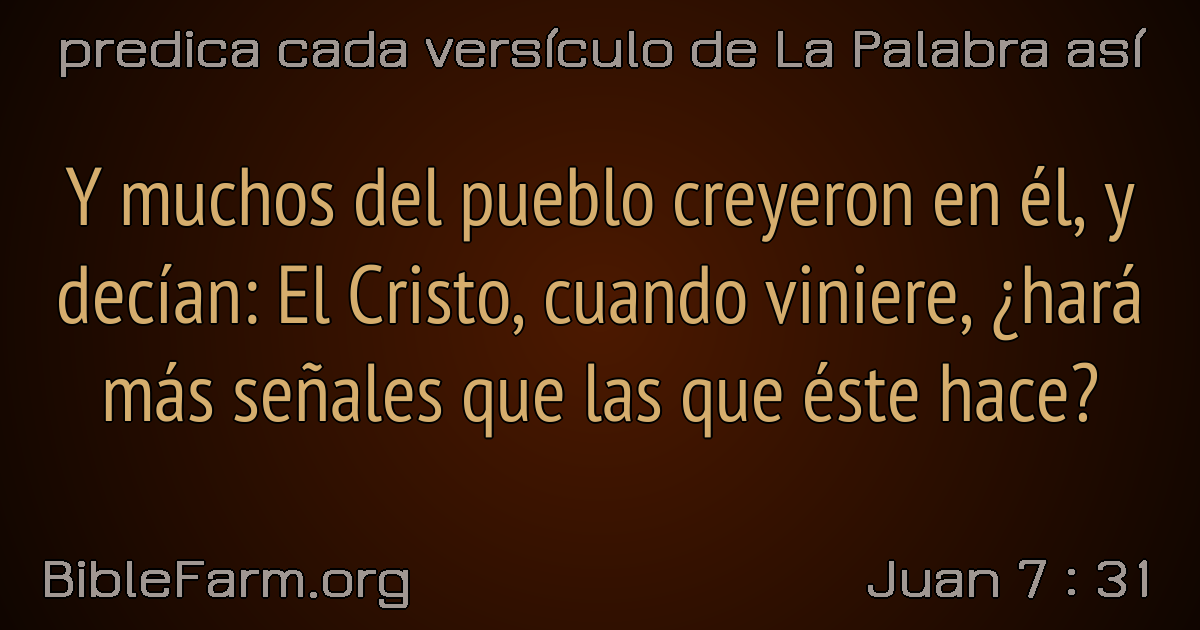 predica cada versículo de La Palabra así
Y muchos del pueblo creyeron en él, y
decían: El Cristo, cuando viniere, ¿hará
más señales que las que éste hace?
BibleFarm.org
Juan 7 : 31